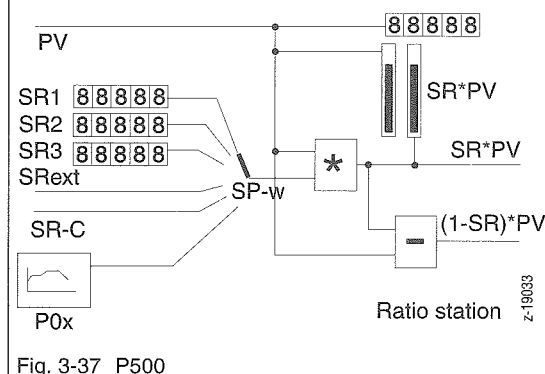 88888
PV
SR1 88888
SR*PV
SR2 88888
SR3 88888
SR*PV
SRext
*
SP-w
SR-C
(1-SR)*PV
-
P0x
Ratio station
z-19033
Fig. 3-37 P500